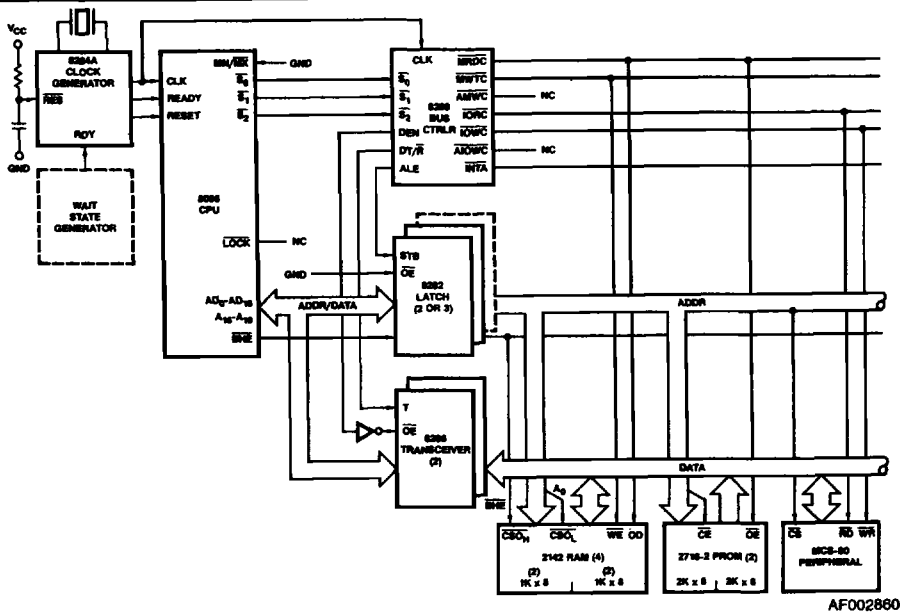 VCC
8284A
CLOCK
GENERATOR
RES
RDY
GND
WAIT
STATE
GENERATOR
CLK
READY
RESET
MN/MX
GND
S0
S1
S2
8086
CPU
LOCK
NC
AD0-AD15
A16-A19
BHE
ADDR/DATA
CLK
S0
S1
S2
DEN
DT/R
ALE
8288
BUS
CTRLR
MRDC
MWTC
AMWC
NC
IORC
IOWC
AIOWC
NC
INTA
STB
GND
OE
8282
LATCH
(2 OR 3)
ADDR
T
OE
8286
TRANSCEIVER
(2)
DATA
BHE
A0
CSOH
CSOL
WE
OD
2142 RAM (4)
(2)
(2)
1K x 8
1K x 8
CE
OE
2716-2 PROM (2)
2K x 8
2K x 8
CS
RD
WR
MCS-80
PERIPHERAL
AF002860